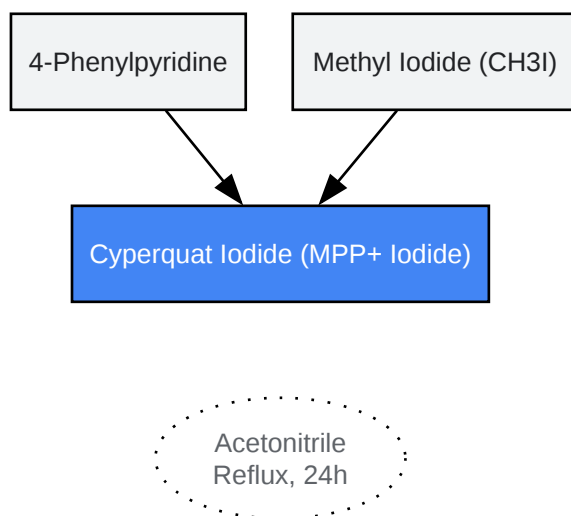 4-Phenylpyridine
Methyl Iodide (CH3I)
Cyperquat Iodide (MPP+ Iodide)
Acetonitrile
Reflux, 24h